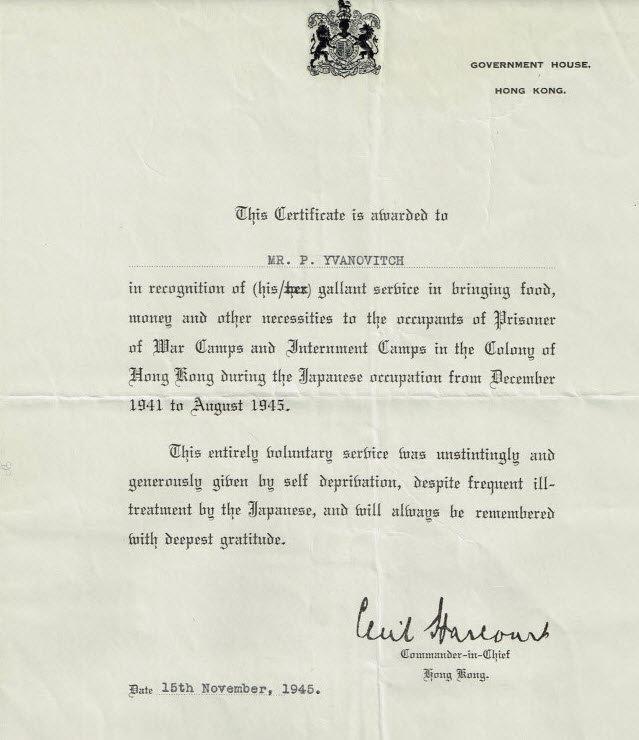 GOVERNMENT HOUSE.
HONG KONG.
This Certificate is awarded to
MR. P. YVANOVITCH
in recognition of (his/her) gallant service in bringing food,
money and other necessities to the occupants of Prisoner
of War Camps and Internment Camps in the Colony of
Hong Kong during the Japanese occupation from December
1941 to August 1945.
This entirely voluntary service was unstintingly and
generously given by self deprivation, despite frequent ill-
treatment by the Japanese, and will always be remembered
with deepest gratitude.
Cecil Harcourt
Commander-in-Chief
Hong Kong.
Date 15th November, 1945.